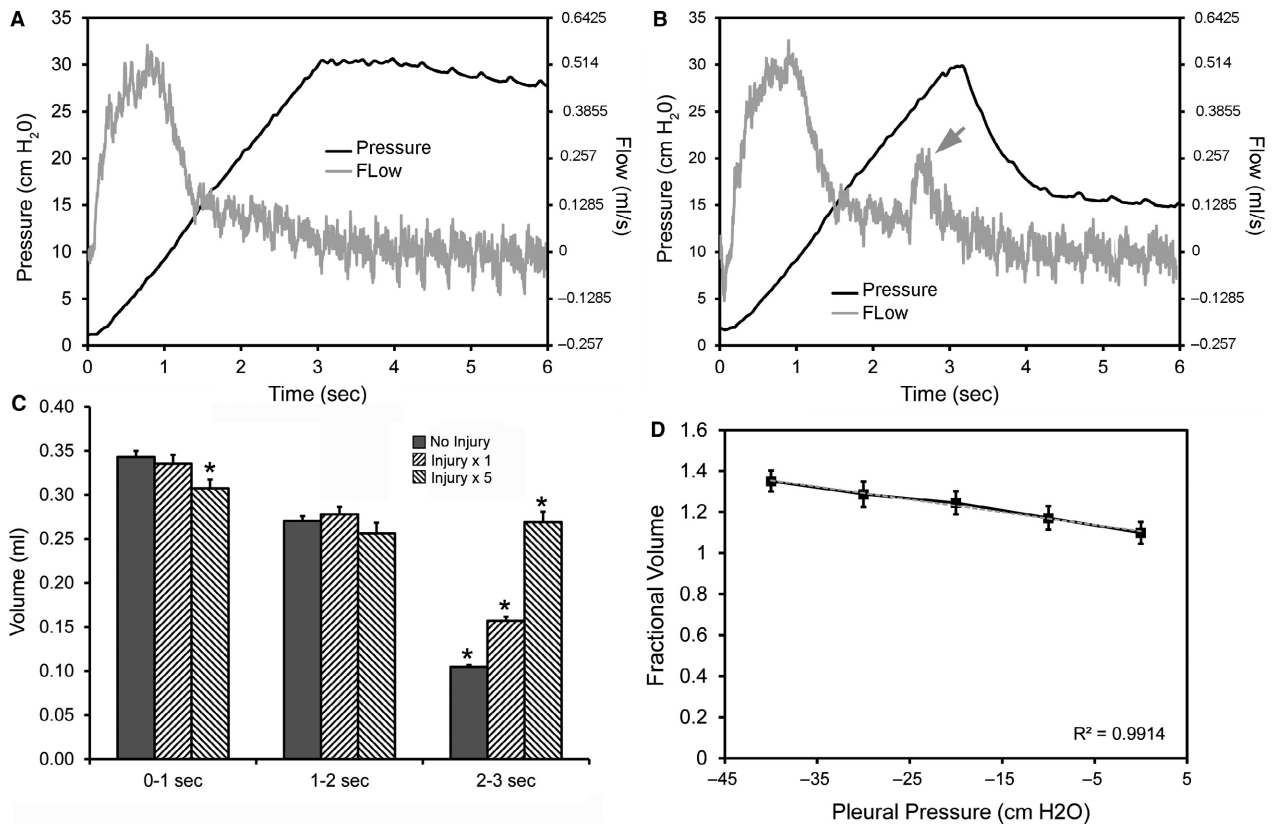 A
Pressure (cm H20)
35
30
25
20
15
10
5
0
0 1 2 3 4 5 6
Time (sec)
0.6425
0.514
0.3855
0.257
0.1285
0
–0.1285
–0.257
Flow (ml/s)
Pressure
FLow
B
Pressure (cm H20)
35
30
25
20
15
10
5
0
0 1 2 3 4 5 6
Time (sec)
0.6425
0.514
0.3855
0.257
0.1285
0
–0.1285
–0.257
Flow (ml/s)
Pressure
FLow
C
Volume (ml)
0.40
0.35
0.30
0.25
0.20
0.15
0.10
0.05
0.00
No Injury
Injury x 1
Injury x 5
*
*
*
*
0-1 sec 1-2 sec 2-3 sec
D
Fractional Volume
1.6
1.4
1.2
1
0.8
0.6
0.4
0.2
0
R² = 0.9914
–45 –35 –25 –15 –5 5
Pleural Pressure (cm H2O)